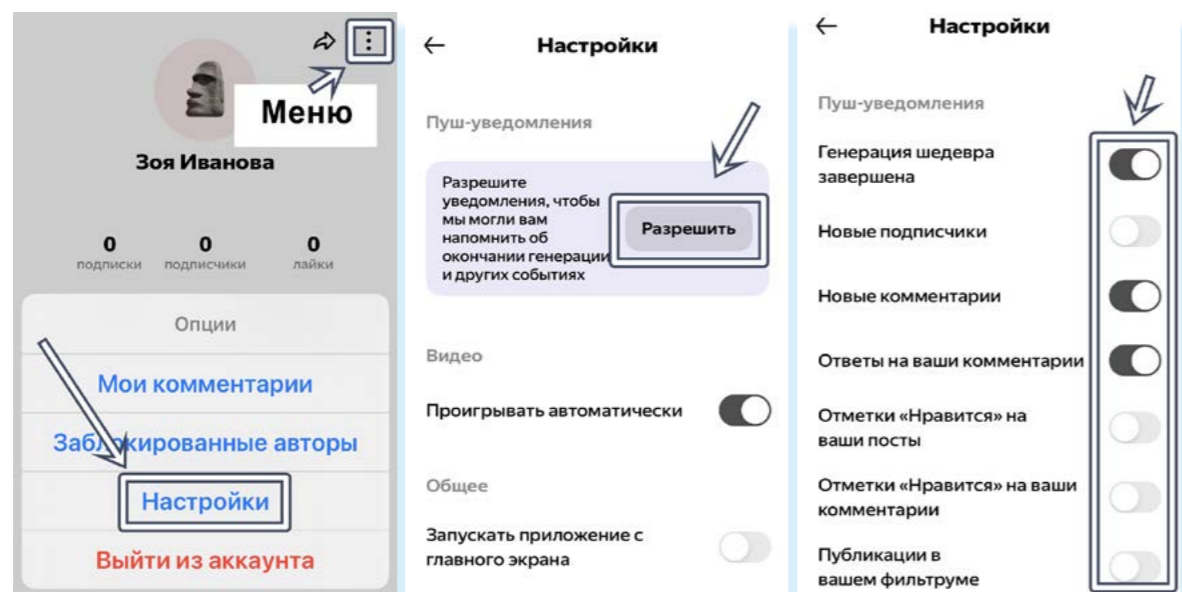 Меню
Зоя Иванова
0 0 0
подписки подписчики лайки
Опции
Мои комментарии
Заблокированные авторы
Настройки
Выйти из аккаунта
Настройки
Пуш-уведомления
Разрешите
уведомления, чтобы
мы могли вам
напомнить об
окончании генерации
и других событиях
Разрешить
Видео
Проигрывать автоматически
Общее
Запускать приложение с
главного экрана
Настройки
Пуш-уведомления
Генерация шедевра
завершена
Новые подписчики
Новые комментарии
Ответы на ваши комментарии
Отметки «Нравится» на
ваши посты
Отметки «Нравится» на ваши
комментарии
Публикации в
вашем фильтруме